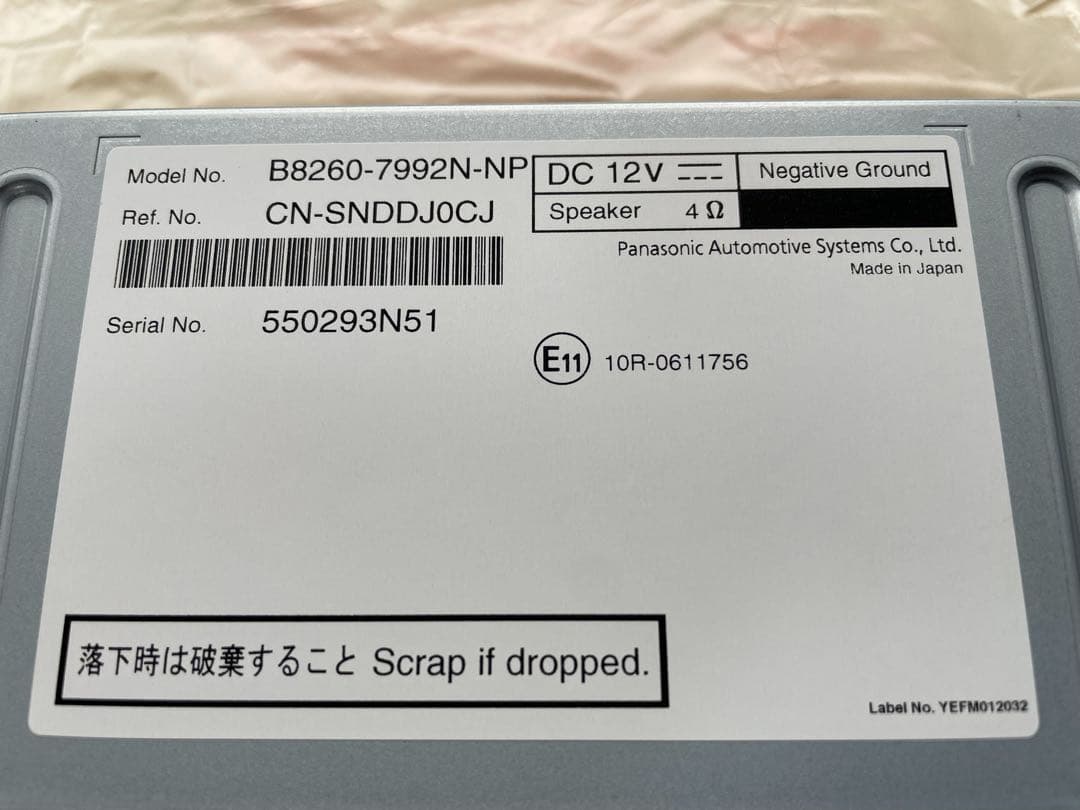 Model No. B8260-7992N-NP
DC 12V ⎓ Negative Ground
Ref. No. CN-SNDDJ0CJ
Speaker 4 Ω
Panasonic Automotive Systems Co., Ltd.
Made in Japan
Serial No. 550293N51
E11 10R-0611756
落下時は破棄すること Scrap if dropped.
Label No. YEFM012032